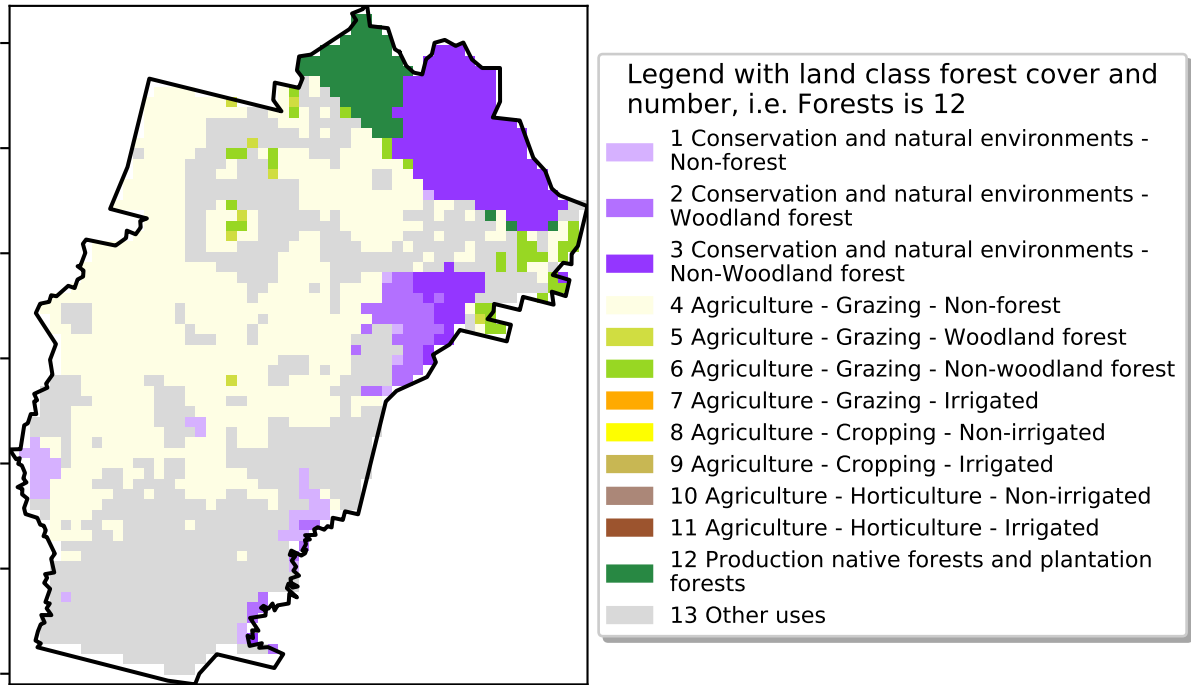 Legend with land class forest cover and
number, i.e. Forests is 12
1 Conservation and natural environments -
Non-forest
2 Conservation and natural environments -
Woodland forest
3 Conservation and natural environments -
Non-Woodland forest
4 Agriculture - Grazing - Non-forest
5 Agriculture - Grazing - Woodland forest
6 Agriculture - Grazing - Non-woodland forest
7 Agriculture - Grazing - Irrigated
8 Agriculture - Cropping - Non-irrigated
9 Agriculture - Cropping - Irrigated
10 Agriculture - Horticulture - Non-irrigated
11 Agriculture - Horticulture - Irrigated
12 Production native forests and plantation
forests
13 Other uses